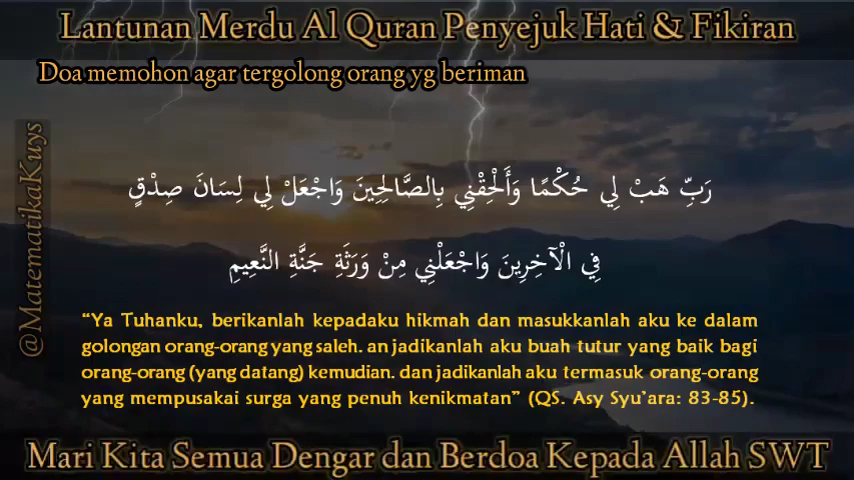 Lantunan Merdu Al Quran Penyejuk Hati & Fikiran
Doa memohon agar tergolong orang yg beriman
@MatematikaKuys
رَبِّ هَبْ لِي حُكْمًا وَأَلْحِقْنِي بِالصَّالِحِينَ وَاجْعَلْ لِي لِسَانَ صِدْقٍ
فِي الْآخِرِينَ وَاجْعَلْنِي مِنْ وَرَثَةِ جَنَّةِ النَّعِيمِ
“Ya Tuhanku, berikanlah kepadaku hikmah dan masukkanlah aku ke dalam
golongan orang-orang yang saleh. an jadikanlah aku buah tutur yang baik bagi
orang-orang (yang datang) kemudian. dan jadikanlah aku termasuk orang-orang
yang mempusakai surga yang penuh kenikmatan” (QS. Asy Syu’ara: 83-85).
Mari Kita Semua Dengar dan Berdoa Kepada Allah SWT